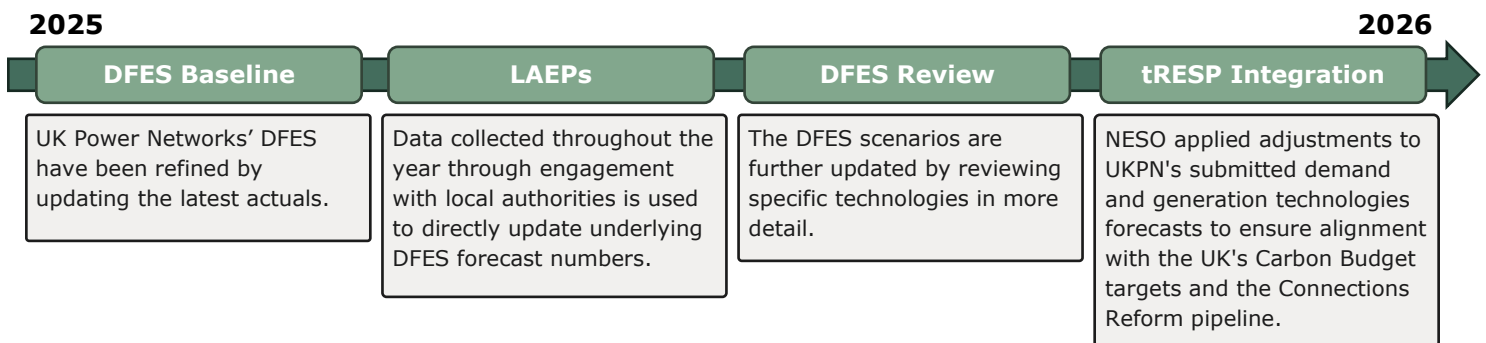 2025
2026
DFES Baseline
LAEPs
DFES Review
tRESP Integration
UK Power Networks’ DFES
have been refined by
updating the latest actuals.
Data collected throughout the
year through engagement
with local authorities is used
to directly update underlying
DFES forecast numbers.
The DFES scenarios are
further updated by reviewing
specific technologies in more
detail.
NESO applied adjustments to
UKPN's submitted demand
and generation technologies
forecasts to ensure alignment
with the UK's Carbon Budget
targets and the Connections
Reform pipeline.